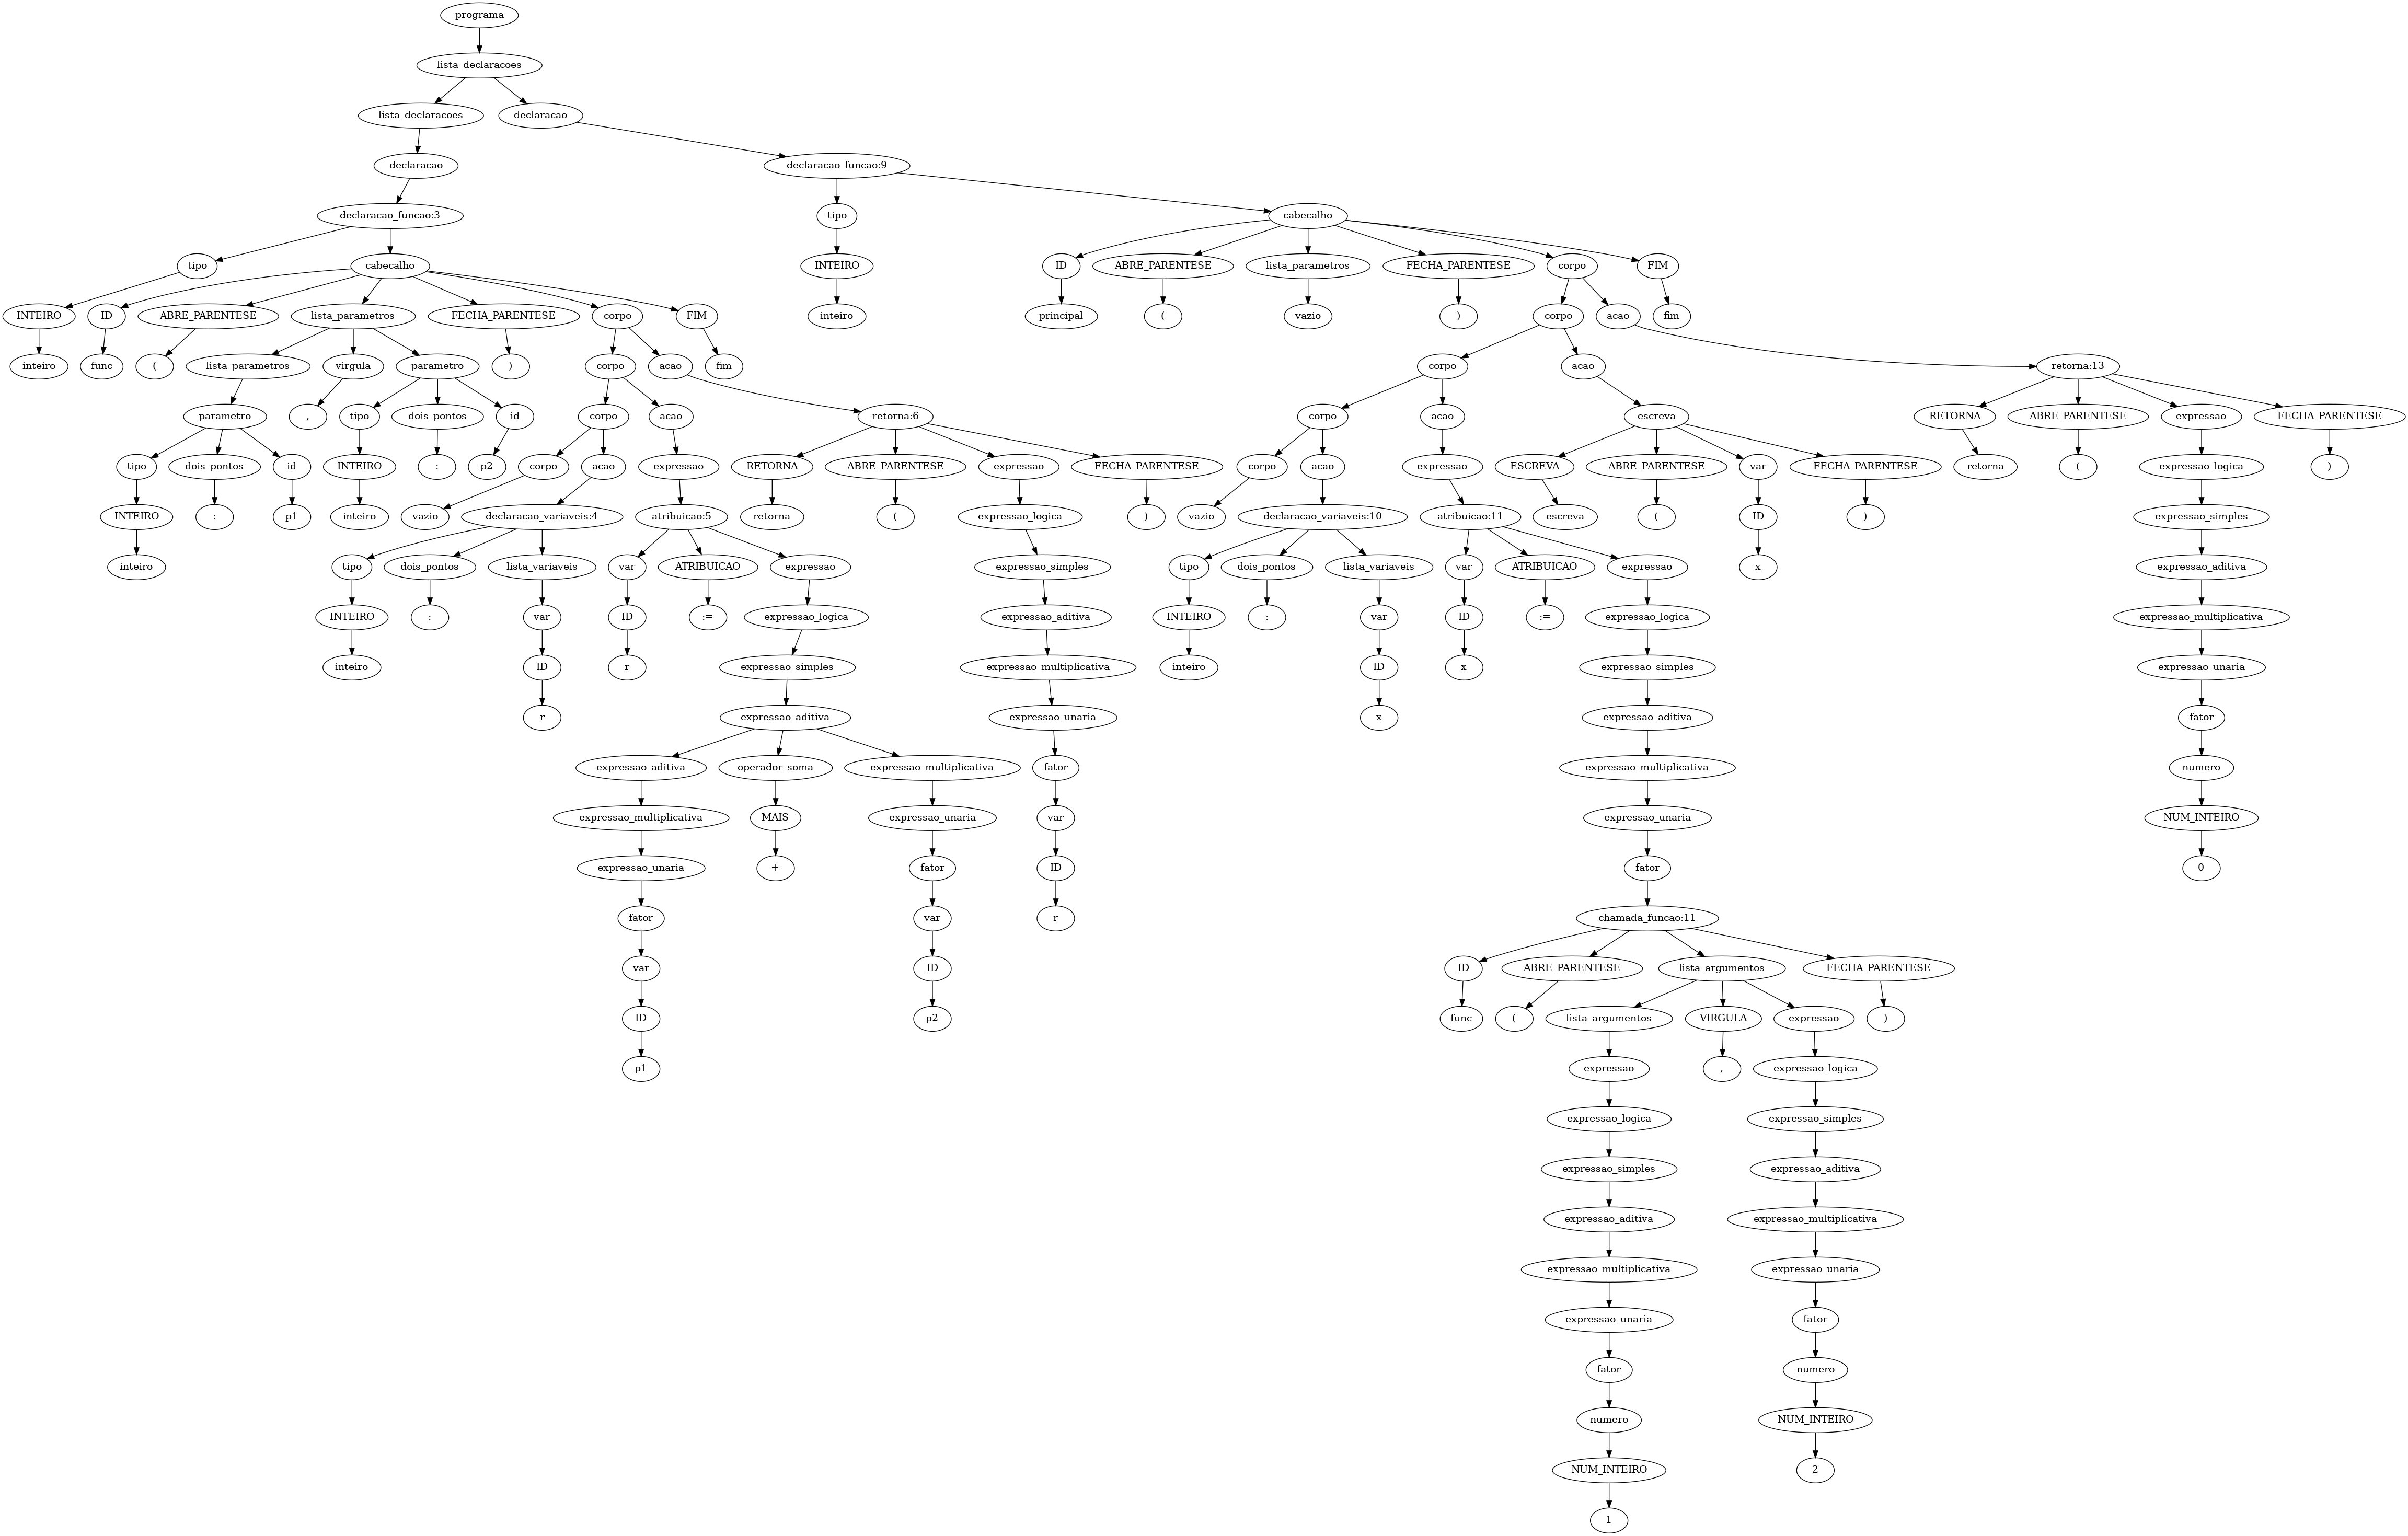 programa
lista_declaracoes
lista_declaracoes declaracao
declaracao declaracao_funcao:9
declaracao_funcao:3 tipo cabecalho
tipo cabecalho INTEIRO ID ABRE_PARENTESE lista_parametros FECHA_PARENTESE corpo FIM
INTEIRO ID ABRE_PARENTESE lista_parametros FECHA_PARENTESE corpo FIM inteiro principal ( vazio ) corpo acao fim
inteiro func ( lista_parametros virgula parametro ) corpo acao fim corpo acao retorna:13
parametro , tipo dois_pontos id corpo acao retorna:6 corpo acao escreva RETORNA ABRE_PARENTESE expressao FECHA_PARENTESE
tipo dois_pontos id INTEIRO : p2 corpo acao expressao RETORNA ABRE_PARENTESE expressao FECHA_PARENTESE corpo acao expressao ESCREVA ABRE_PARENTESE var FECHA_PARENTESE retorna ( expressao_logica )
INTEIRO : p1 inteiro vazio declaracao_variaveis:4 atribuicao:5 retorna ( expressao_logica ) vazio declaracao_variaveis:10 atribuicao:11 escreva ( ID ) expressao_simples
inteiro tipo dois_pontos lista_variaveis var ATRIBUICAO expressao expressao_simples tipo dois_pontos lista_variaveis var ATRIBUICAO expressao x expressao_aditiva
INTEIRO : var ID := expressao_logica expressao_aditiva INTEIRO : var ID := expressao_logica expressao_multiplicativa
inteiro ID r expressao_simples expressao_multiplicativa inteiro ID x expressao_simples expressao_unaria
r expressao_aditiva expressao_unaria x expressao_aditiva fator
expressao_aditiva operador_soma expressao_multiplicativa fator expressao_multiplicativa numero
expressao_multiplicativa MAIS expressao_unaria var expressao_unaria NUM_INTEIRO
expressao_unaria + fator ID fator 0
fator var r chamada_funcao:11
var ID ID ABRE_PARENTESE lista_argumentos FECHA_PARENTESE
ID p2 func ( lista_argumentos VIRGULA expressao )
p1 expressao , expressao_logica
expressao_logica expressao_simples
expressao_simples expressao_aditiva
expressao_aditiva expressao_multiplicativa
expressao_multiplicativa expressao_unaria
expressao_unaria fator
fator numero
numero NUM_INTEIRO
NUM_INTEIRO 2
1